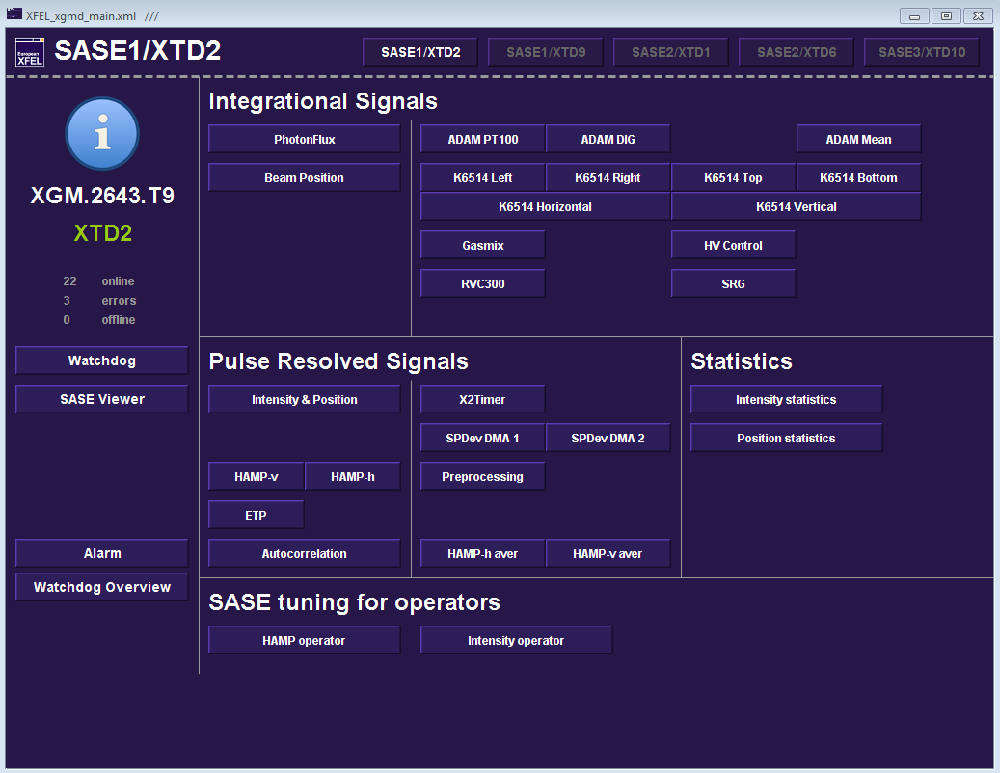 XFEL_xgmd_main.xml ///
European XFEL
SASE1/XTD2
SASE1/XTD2 SASE1/XTD9 SASE2/XTD1 SASE2/XTD6 SASE3/XTD10
i
XGM.2643.T9
XTD2
22 online
3 errors
0 offline
Watchdog
SASE Viewer
Alarm
Watchdog Overview
Integrational Signals
PhotonFlux
Beam Position
ADAM PT100 ADAM DIG ADAM Mean
K6514 Left K6514 Right K6514 Top K6514 Bottom
K6514 Horizontal K6514 Vertical
Gasmix HV Control
RVC300 SRG
Pulse Resolved Signals
Intensity & Position
HAMP-v HAMP-h
ETP
Autocorrelation
X2Timer
SPDev DMA 1 SPDev DMA 2
Preprocessing
HAMP-h aver HAMP-v aver
Statistics
Intensity statistics
Position statistics
SASE tuning for operators
HAMP operator Intensity operator